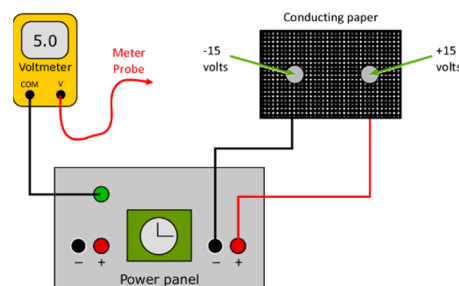 Conducting paper
5.0
Voltmeter
COM V
Meter
Probe
-15
volts
+15
volts
− + − +
Power panel